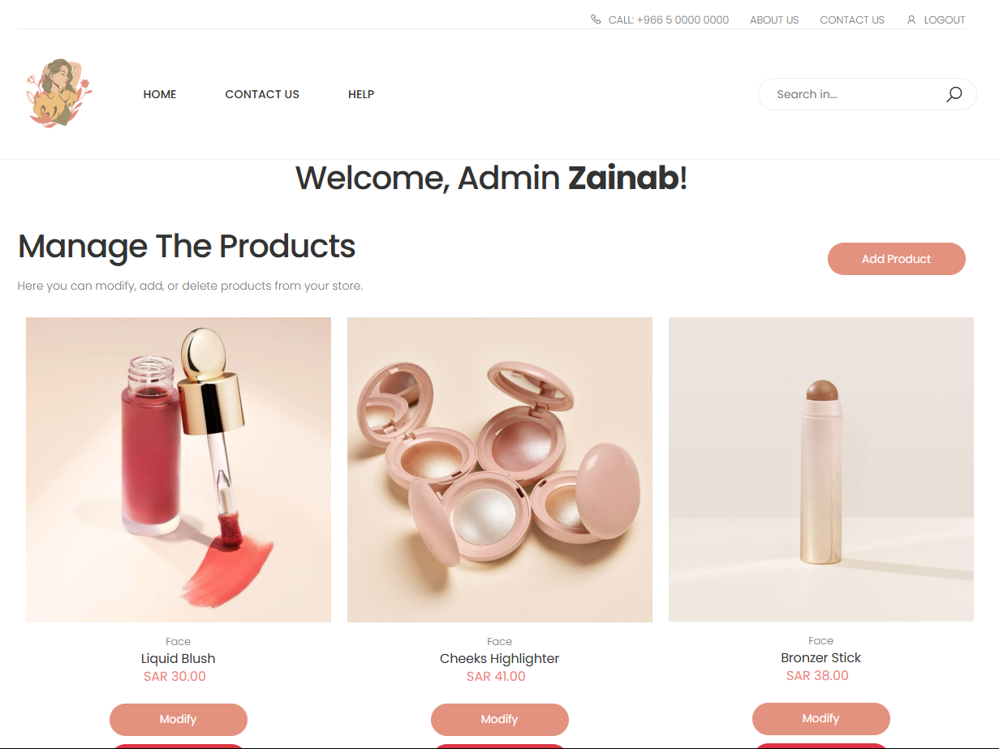 CALL: +966 5 0000 0000 ABOUT US CONTACT US LOGOUT
HOME CONTACT US HELP Search in...
Welcome, Admin Zainab!
Manage The Products
Add Product
Here you can modify, add, or delete products from your store.
Face
Liquid Blush
SAR 30.00
Modify
Face
Cheeks Highlighter
SAR 41.00
Modify
Face
Bronzer Stick
SAR 38.00
Modify